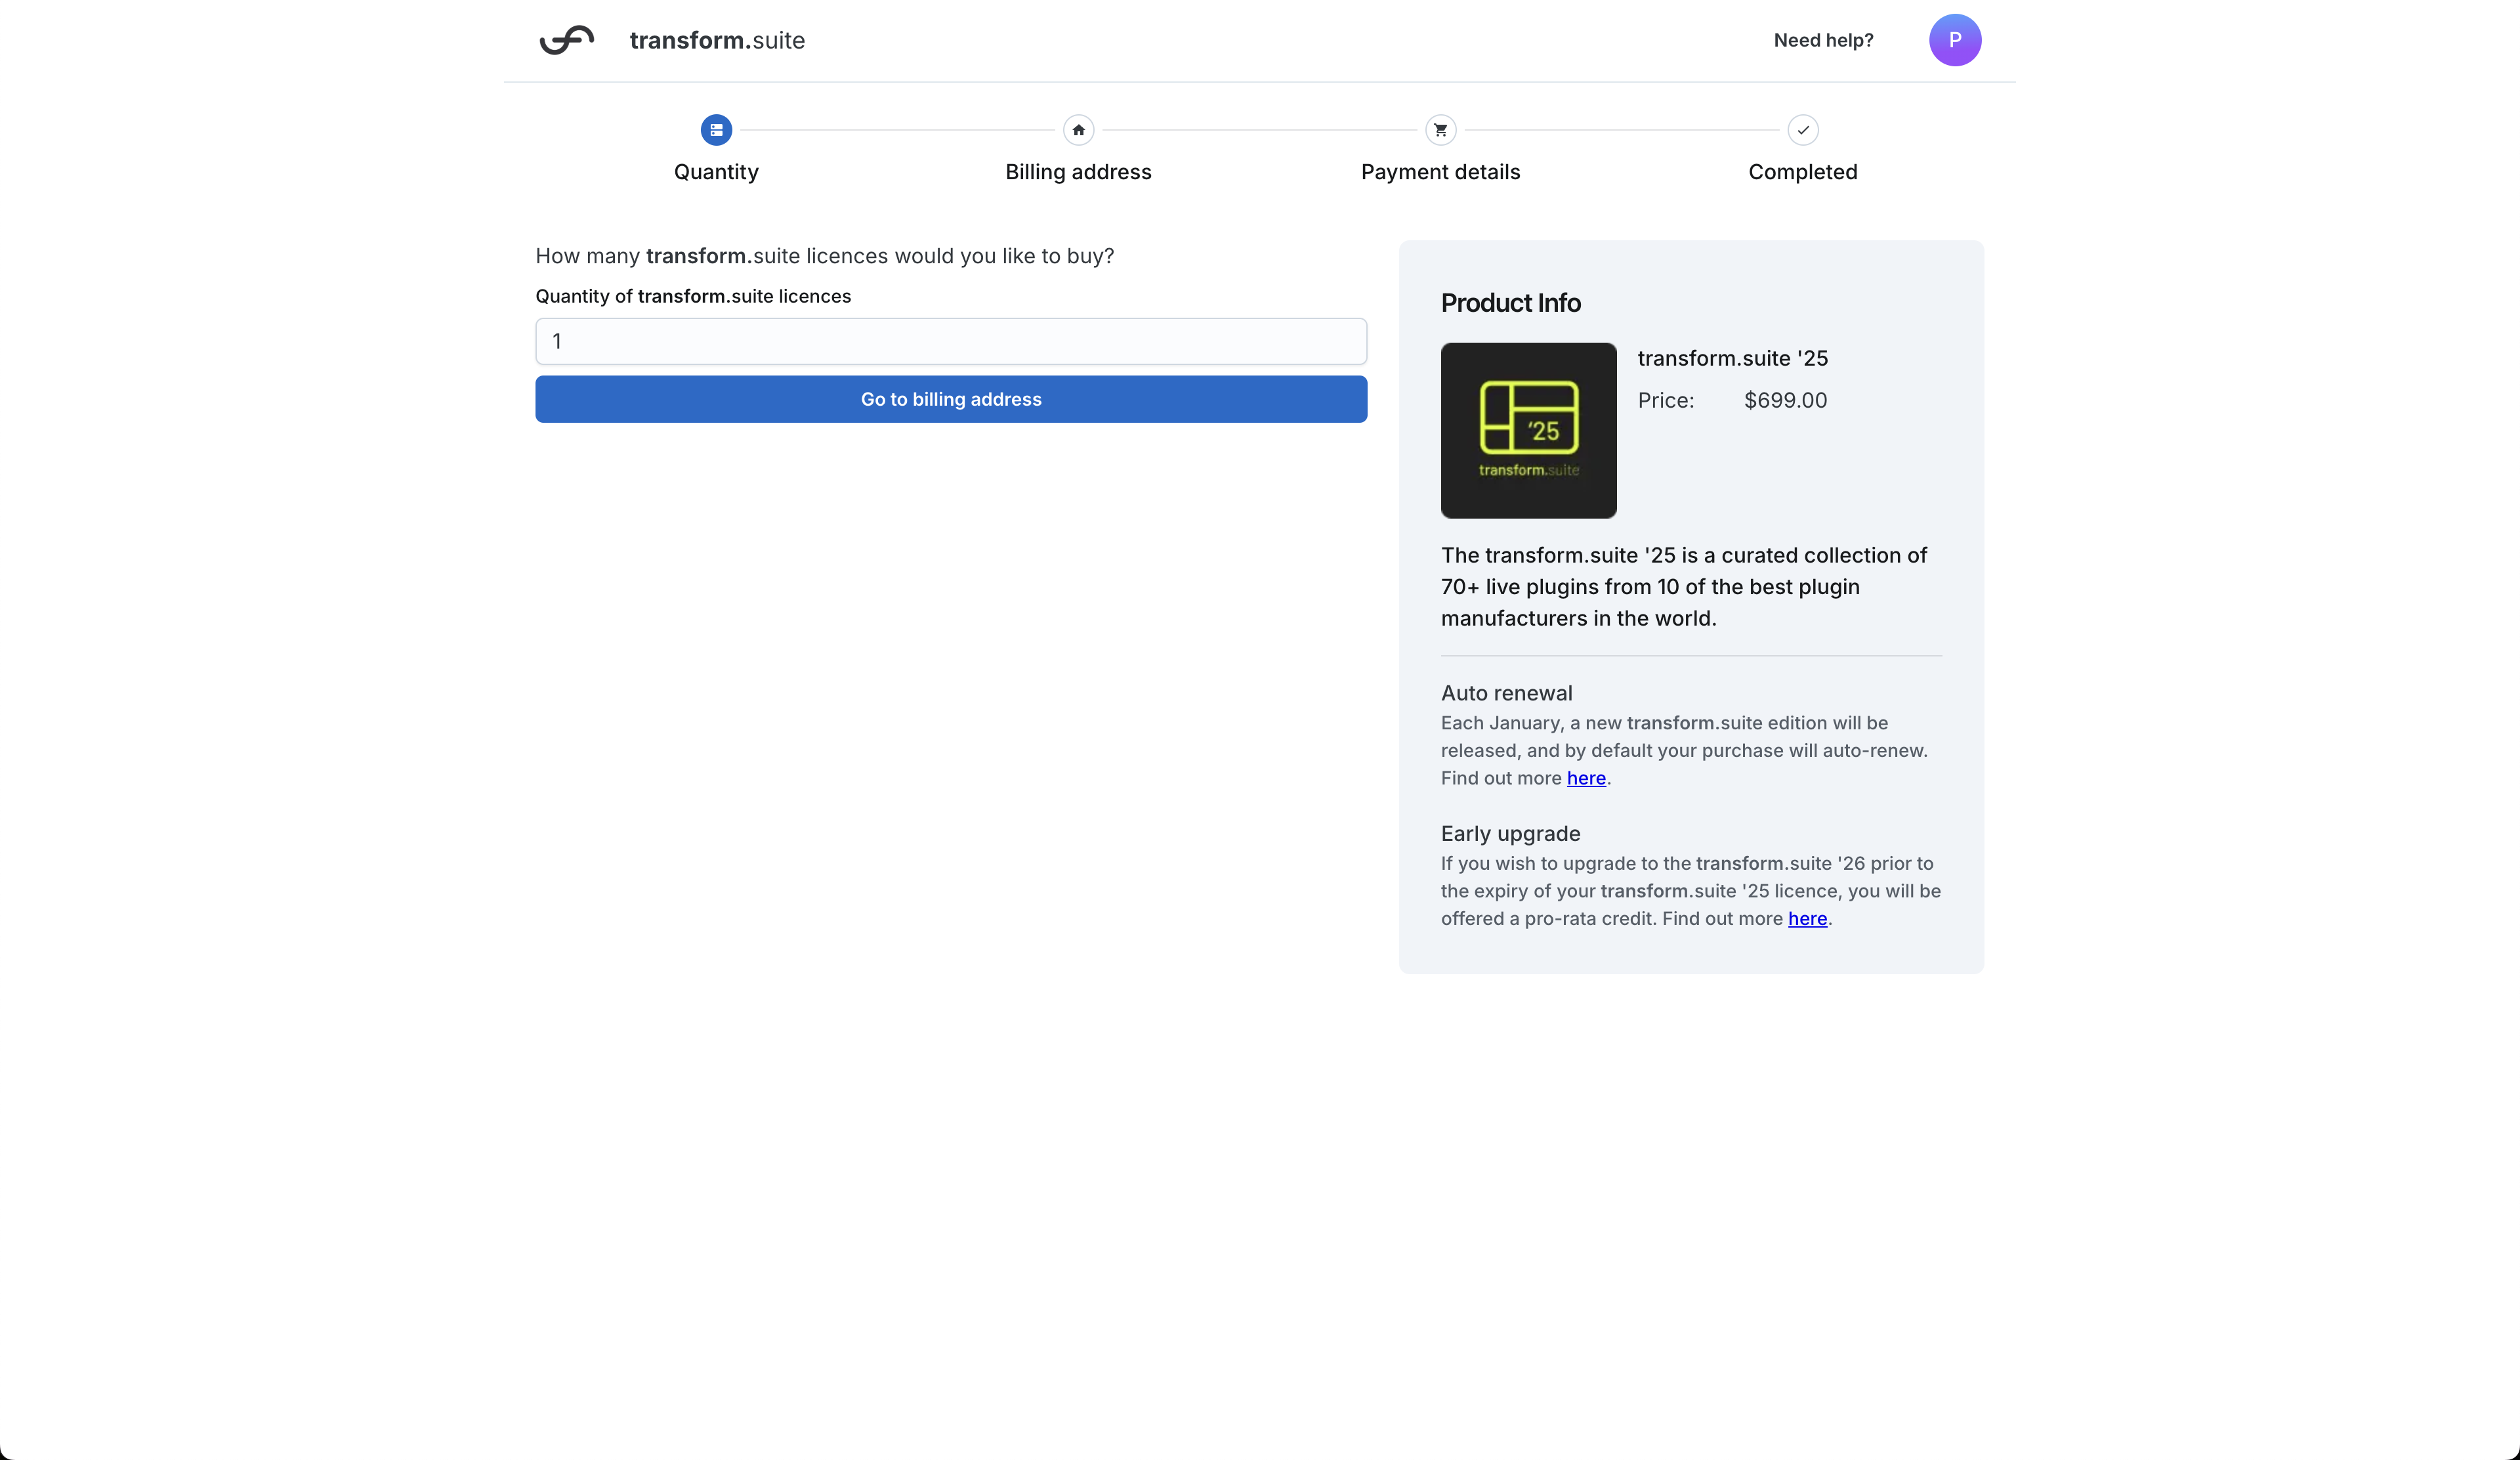 transform.suite
Need help?
P
Quantity
Billing address
Payment details
Completed
How many transform.suite licences would you like to buy?
Quantity of transform.suite licences
1
Go to billing address
Product Info
'25
transform.suite
transform.suite '25
Price: $699.00
The transform.suite '25 is a curated collection of
70+ live plugins from 10 of the best plugin
manufacturers in the world.
Auto renewal
Each January, a new transform.suite edition will be
released, and by default your purchase will auto-renew.
Find out more here.
Early upgrade
If you wish to upgrade to the transform.suite '26 prior to
the expiry of your transform.suite '25 licence, you will be
offered a pro-rata credit. Find out more here.